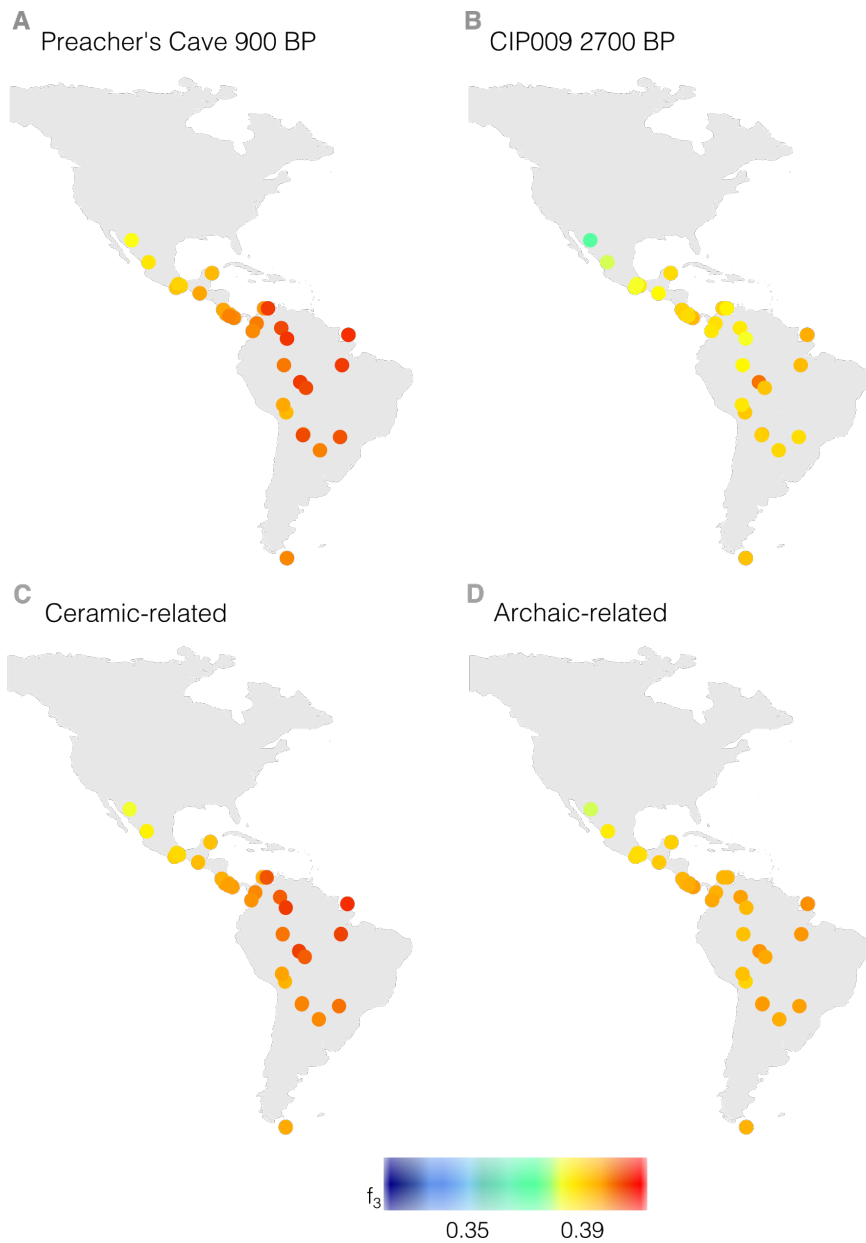 A
Preacher's Cave 900 BP
B
CIP009 2700 BP
C
Ceramic-related
D
Archaic-related
f₃
0.35 0.39